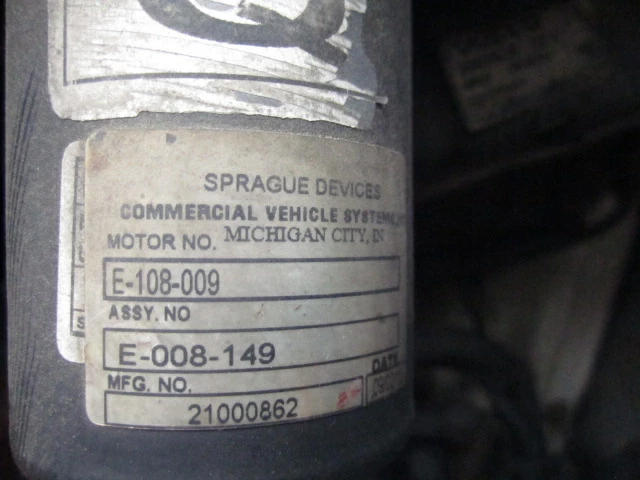 SPRAGUE DEVICES
COMMERCIAL VEHICLE SYSTEMS,
MOTOR NO. MICHIGAN CITY, IN
E-108-009
ASSY. NO
E-008-149
MFG. NO. DATE
21000862